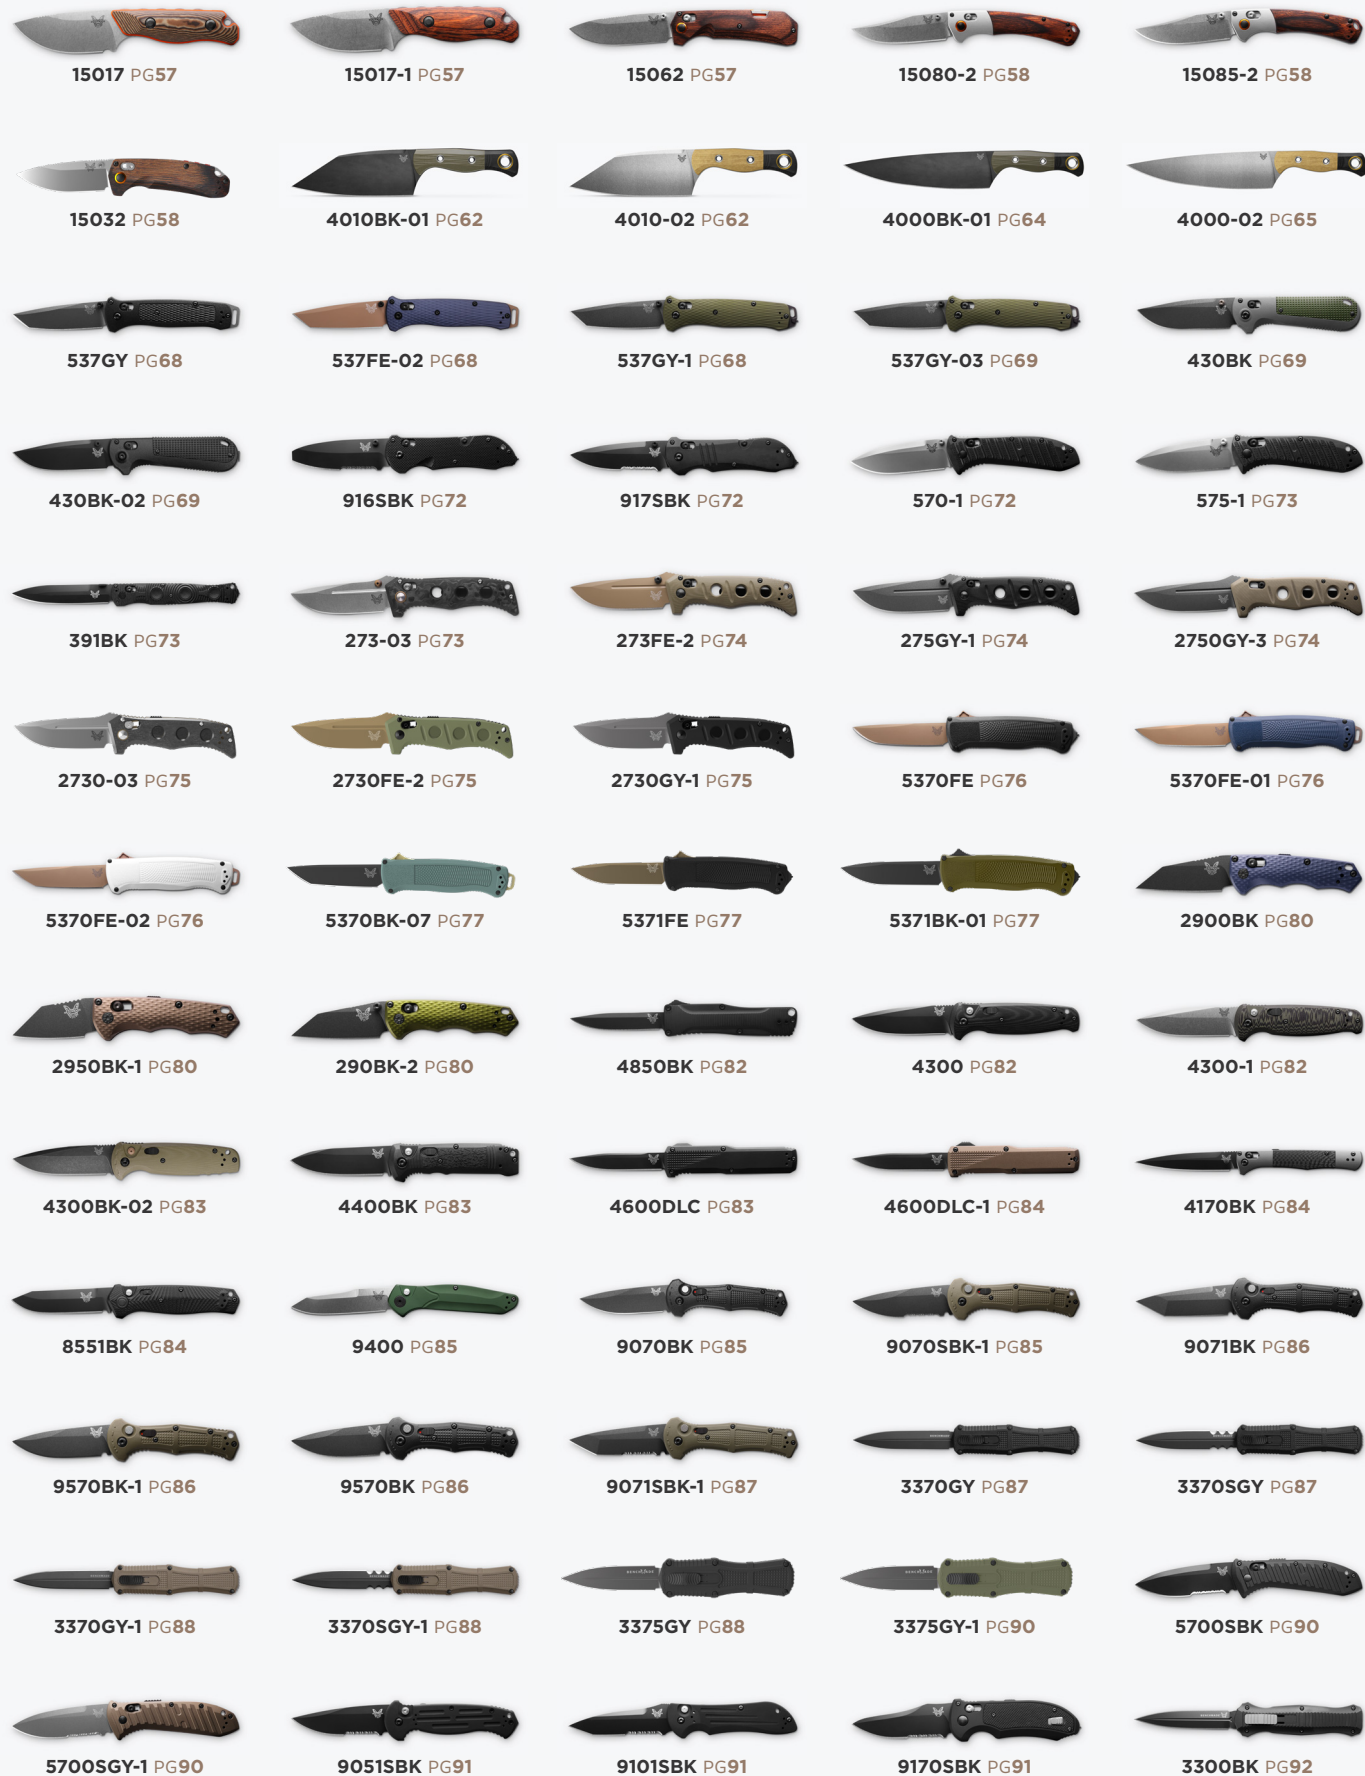 15017 PG57 15017-1 PG57 15062 PG57 15080-2 PG58 15085-2 PG58
15032 PG58 4010BK-01 PG62 4010-02 PG62 4000BK-01 PG64 4000-02 PG65
537GY PG68 537FE-02 PG68 537GY-1 PG68 537GY-03 PG69 430BK PG69
430BK-02 PG69 916SBK PG72 917SBK PG72 570-1 PG72 575-1 PG73
391BK PG73 273-03 PG73 273FE-2 PG74 275GY-1 PG74 2750GY-3 PG74
2730-03 PG75 2730FE-2 PG75 2730GY-1 PG75 5370FE PG76 5370FE-01 PG76
5370FE-02 PG76 5370BK-07 PG77 5371FE PG77 5371BK-01 PG77 2900BK PG80
2950BK-1 PG80 290BK-2 PG80 4850BK PG82 4300 PG82 4300-1 PG82
4300BK-02 PG83 4400BK PG83 4600DLC PG83 4600DLC-1 PG84 4170BK PG84
8551BK PG84 9400 PG85 9070BK PG85 9070SBK-1 PG85 9071BK PG86
9570BK-1 PG86 9570BK PG86 9071SBK-1 PG87 3370GY PG87 3370SGY PG87
3370GY-1 PG88 3370SGY-1 PG88 3375GY PG88 3375GY-1 PG90 5700SBK PG90
5700SGY-1 PG90 9051SBK PG91 9101SBK PG91 9170SBK PG91 3300BK PG92